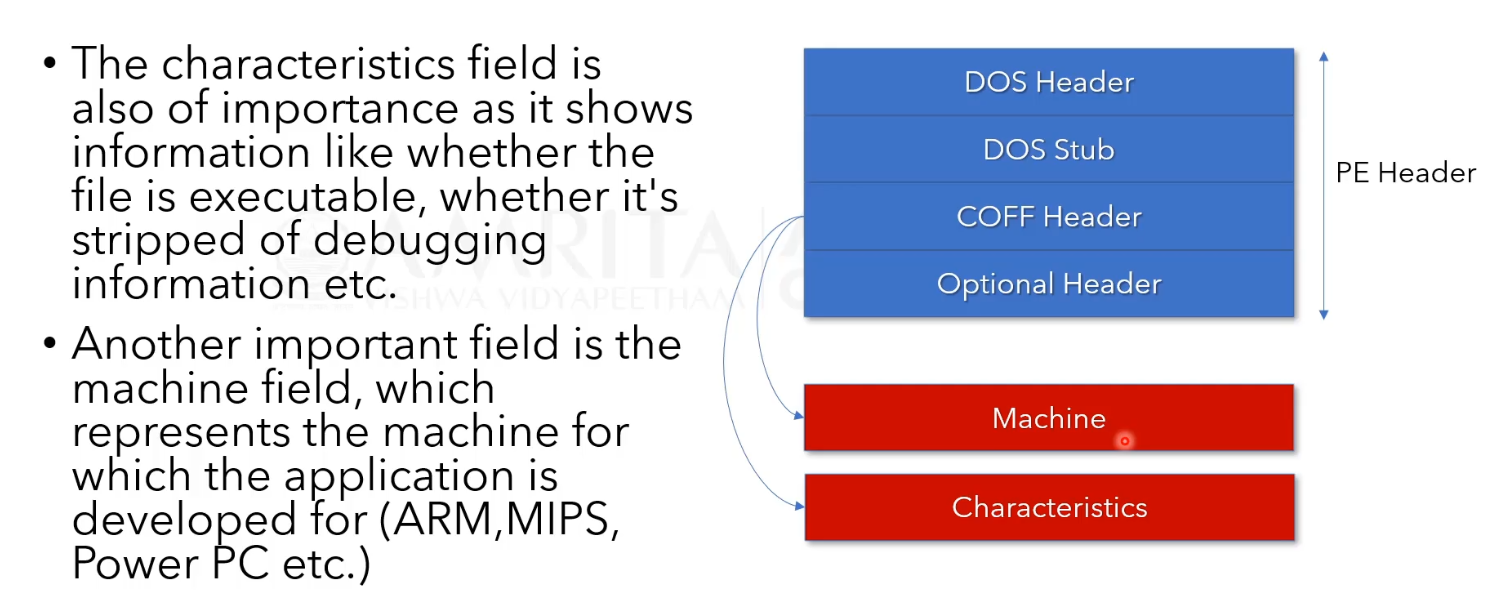 • The characteristics field is
also of importance as it shows
information like whether the
file is executable, whether it's
stripped of debugging
information etc.
• Another important field is the
machine field, which
represents the machine for
which the application is
developed for (ARM,MIPS,
Power PC etc.)
DOS Header
DOS Stub
COFF Header
Optional Header
PE Header
Machine
Characteristics
AMRITA
VISHWA VIDYAPEETHAM